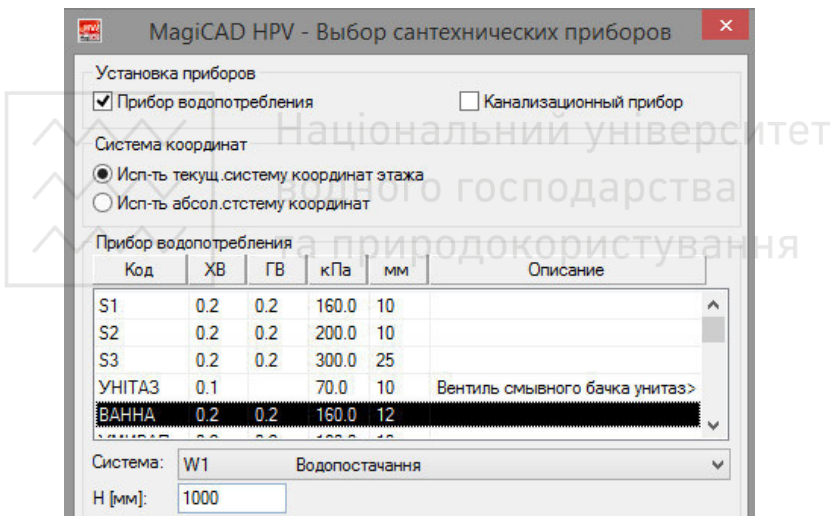 MagiCAD HPV - Выбор сантехнических приборов
Установка приборов
Прибор водопотребления Канализационный прибор
Національний університет
Система координат
Исп-ть текущ.систему координат этажа
водного господарства
Исп-ть абсол.стстему координат
Прибор водопотребления
та природокористування
Код ХВ ГВ кПа мм Описание
S1 0.2 0.2 160.0 10
S2 0.2 0.2 200.0 10
S3 0.2 0.2 300.0 25
УНІТАЗ 0.1 70.0 10 Вентиль смывного бачка унитаз>
ВАННА 0.2 0.2 160.0 12
Система: W1 Водопостачання
H [мм]: 1000